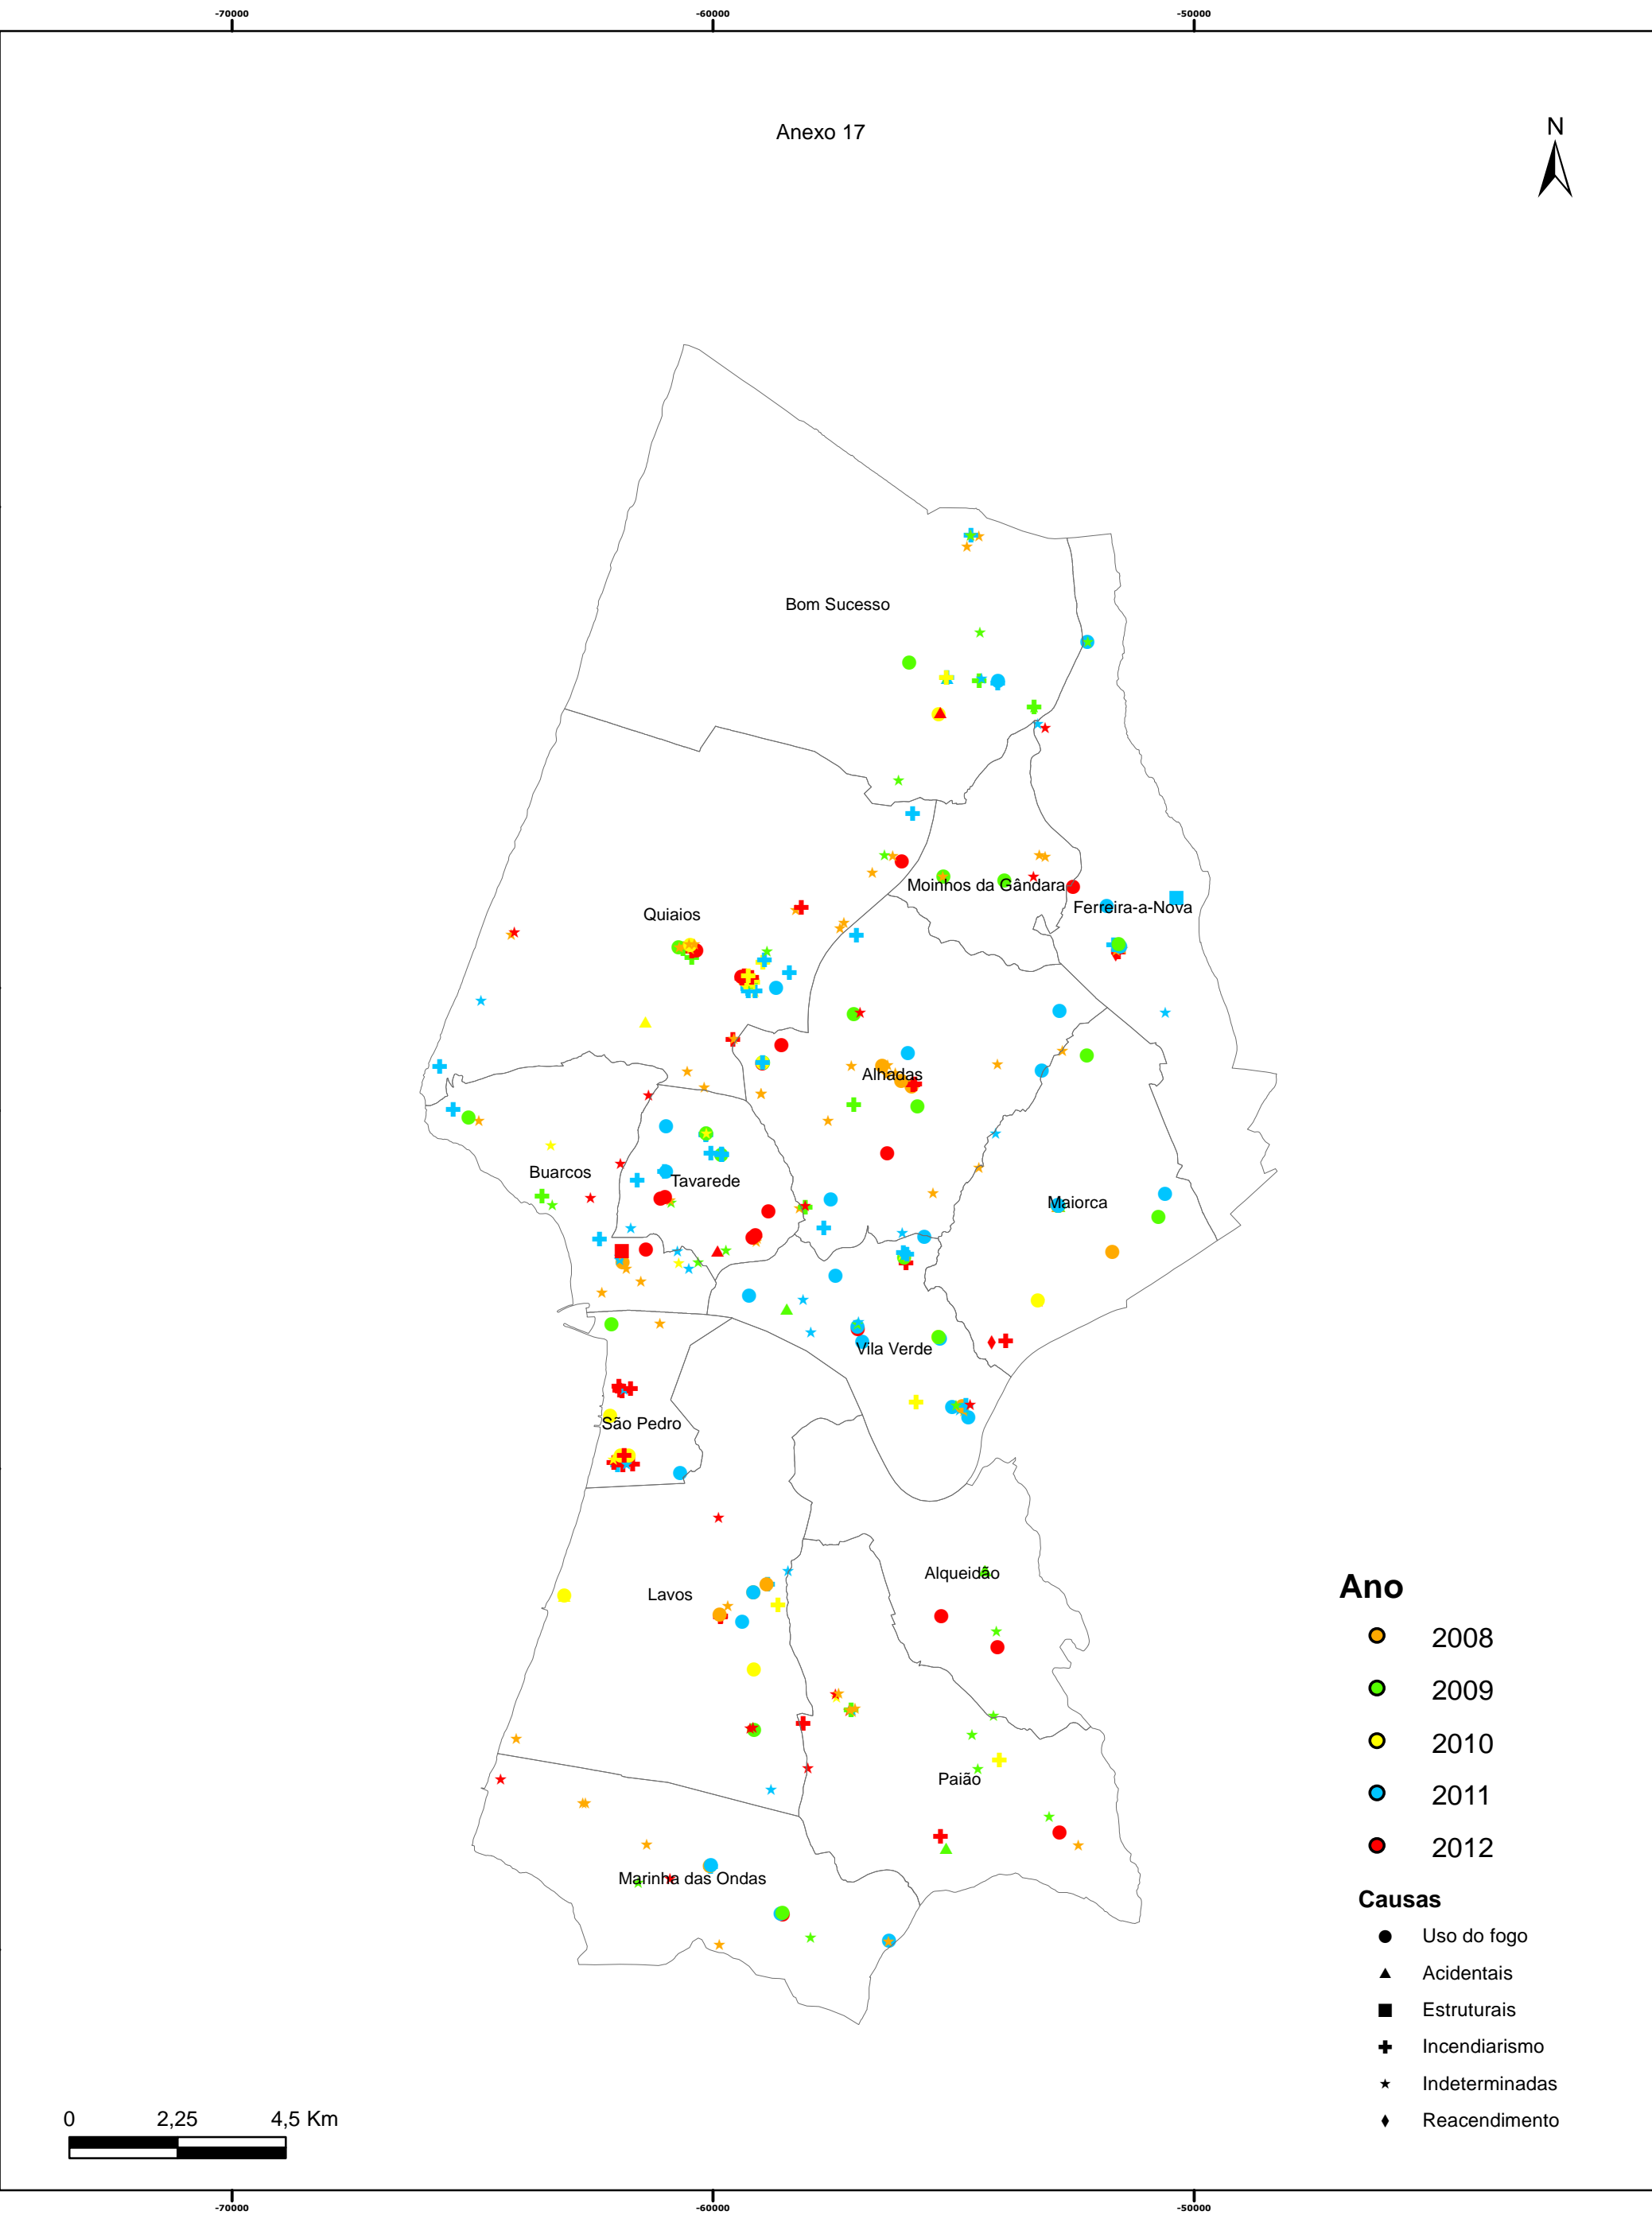 -70000 -60000 -50000
Anexo 17
N
Bom Sucesso
Moinhos da Gândara
Ferreira-a-Nova
Quiaios
Alhadas
Buarcos
Tavarede
Maiorca
Vila Verde
São Pedro
Alqueidão
Lavos
Paião
Marinha das Ondas
Ano
2008
2009
2010
2011
2012
Causas
Uso do fogo
Acidentais
Estruturais
Incendiarismo
Indeterminadas
Reacendimento
0 2,25 4,5 Km
-70000 -60000 -50000